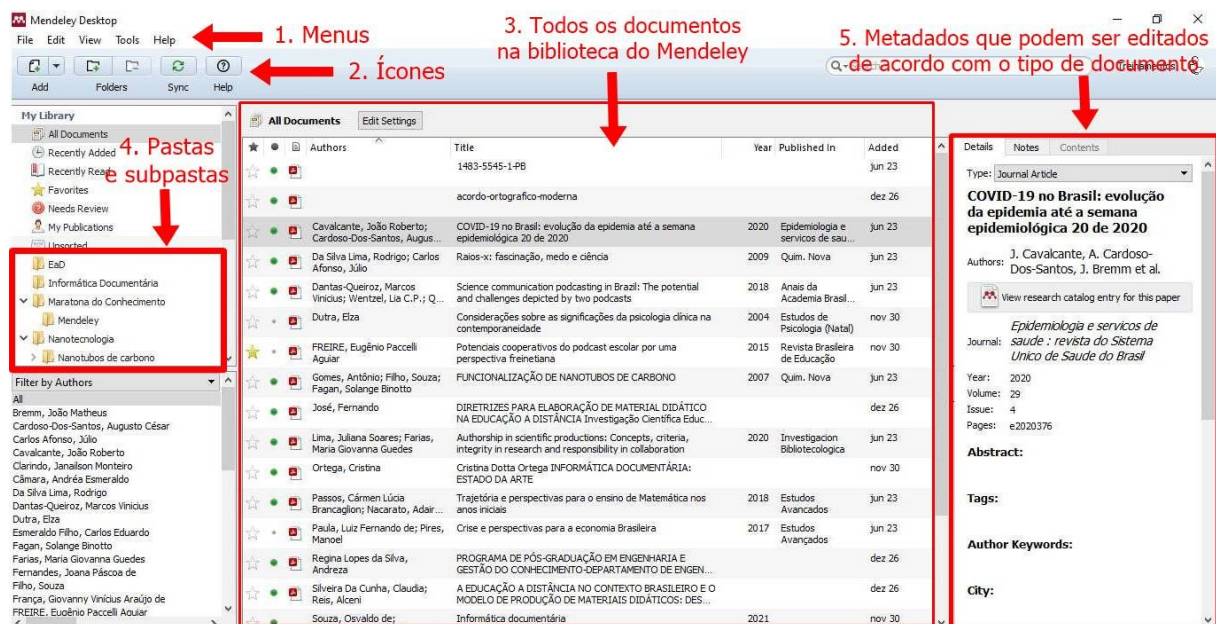 Mendeley Desktop
File Edit View Tools Help
1. Menus
2. Ícones
3. Todos os documentos
na biblioteca do Mendeley
5. Metadados que podem ser editados
de acordo com o tipo de documento
Add Folders Sync Help
My Library
All Documents
Recently Added
Recently Read
Favorites
Needs Review
My Publications
Unsorted
4. Pastas
e subpastas
EaD
Informática Documentária
Maratona do Conhecimento
Mendeley
Nanotecnologia
Nanotubos de carbono
Filter by Authors
All
Bremm, João Matheus
Cardoso-Dos-Santos, Augusto César
Carlos Afonso, Júlio
Cavalcante, João Roberto
Clarindo, Janailson Monteiro
Câmara, Andréa Esmeraldo
Da Silva Lima, Rodrigo
Dantas-Queiroz, Marcos Vinicius
Dutra, Elza
Esmeraldo Filho, Carlos Eduardo
Fagan, Solange Binotto
Farias, Maria Giovanna Guedes
Fernandes, Joana Páscoa de
Filho, Souza
França, Giovanny Vinícius Araújo de
FREIRE, Eugênio Paccelli Aguiar
All Documents Edit Settings
Authors Title Year Published In Added
1483-5545-1-PB jun 23
acordo-ortografico-moderna dez 26
Cavalcante, João Roberto; COVID-19 no Brasil: evolução da epidemia até a semana 2020 Epidemiologia e jun 23
Cardoso-Dos-Santos, Augus... epidemiológica 20 de 2020 servicos de sau...
Da Silva Lima, Rodrigo; Carlos Raios-x: fascinação, medo e ciência 2009 Quim. Nova jun 23
Afonso, Júlio
Dantas-Queiroz, Marcos Science communication podcasting in Brazil: The potential 2018 Anais da jun 23
Vinicius; Wentzel, Lia C.P.; Q... and challenges depicted by two podcasts Academia Brasil...
Dutra, Elza Considerações sobre as significações da psicologia clínica na 2004 Estudos de nov 30
contemporaneidade Psicologia (Natal)
FREIRE, Eugênio Paccelli Potenciais cooperativos do podcast escolar por uma 2015 Revista Brasileira nov 30
Aguiar perspectiva freinetiana de Educação
Gomes, Antônio; Filho, Souza; FUNCIONALIZAÇÃO DE NANOTUBOS DE CARBONO 2007 Quim. Nova jun 23
Fagan, Solange Binotto
José, Fernando DIRETRIZES PARA ELABORAÇÃO DE MATERIAL DIDÁTICO dez 26
NA EDUCAÇÃO A DISTÂNCIA Investigação Científica Educ...
Lima, Juliana Soares; Farias, Authorship in scientific productions: Concepts, criteria, 2020 Investigacion jun 23
Maria Giovanna Guedes integrity in research and responsibility in collaboration Bibliotecologica
Ortega, Cristina Cristina Dotta Ortega INFORMÁTICA DOCUMENTÁRIA: nov 30
ESTADO DA ARTE
Passos, Cármen Lúcia Trajetória e perspectivas para o ensino de Matemática nos 2018 Estudos jun 23
Brancaglion; Nacarato, Adair... anos iniciais Avancados
Paula, Luiz Fernando de; Pires, Crise e perspectivas para a economia Brasileira 2017 Estudos jun 23
Manoel Avançados
Regina Lopes da Silva, PROGRAMA DE PÓS-GRADUAÇÃO EM ENGENHARIA E dez 26
Andreza GESTÃO DO CONHECIMENTO-DEPARTAMENTO DE ENGEN...
Silveira Da Cunha, Claudia; A EDUCAÇÃO A DISTÂNCIA NO CONTEXTO BRASILEIRO E O dez 26
Reis, Alceni MODELO DE PRODUÇÃO DE MATERIAIS DIDÁTICOS: DES...
Souza, Osvaldo de; Informática documentária 2021 nov 30
Details Notes Contents
Type: Journal Article
COVID-19 no Brasil: evolução
da epidemia até a semana
epidemiológica 20 de 2020
Authors: J. Cavalcante, A. Cardoso-
Dos-Santos, J. Bremm et al.
View research catalog entry for this paper
Journal: Epidemiologia e servicos de
saude : revista do Sistema
Unico de Saude do Brasil
Year: 2020
Volume: 29
Issue: 4
Pages: e2020376
Abstract:
Tags:
Author Keywords:
City: